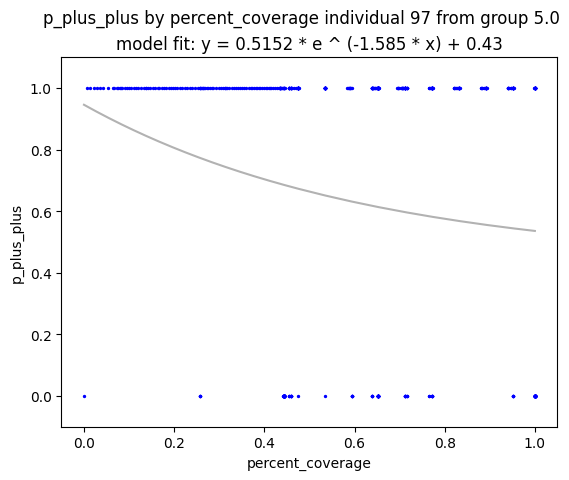 p_plus_plus by percent_coverage individual 97 from group 5.0
model fit: y = 0.5152 * e ^ (-1.585 * x) + 0.43
1.0
0.8
0.6
0.4
0.2
0.0
p_plus_plus
0.0 0.2 0.4 0.6 0.8 1.0
percent_coverage